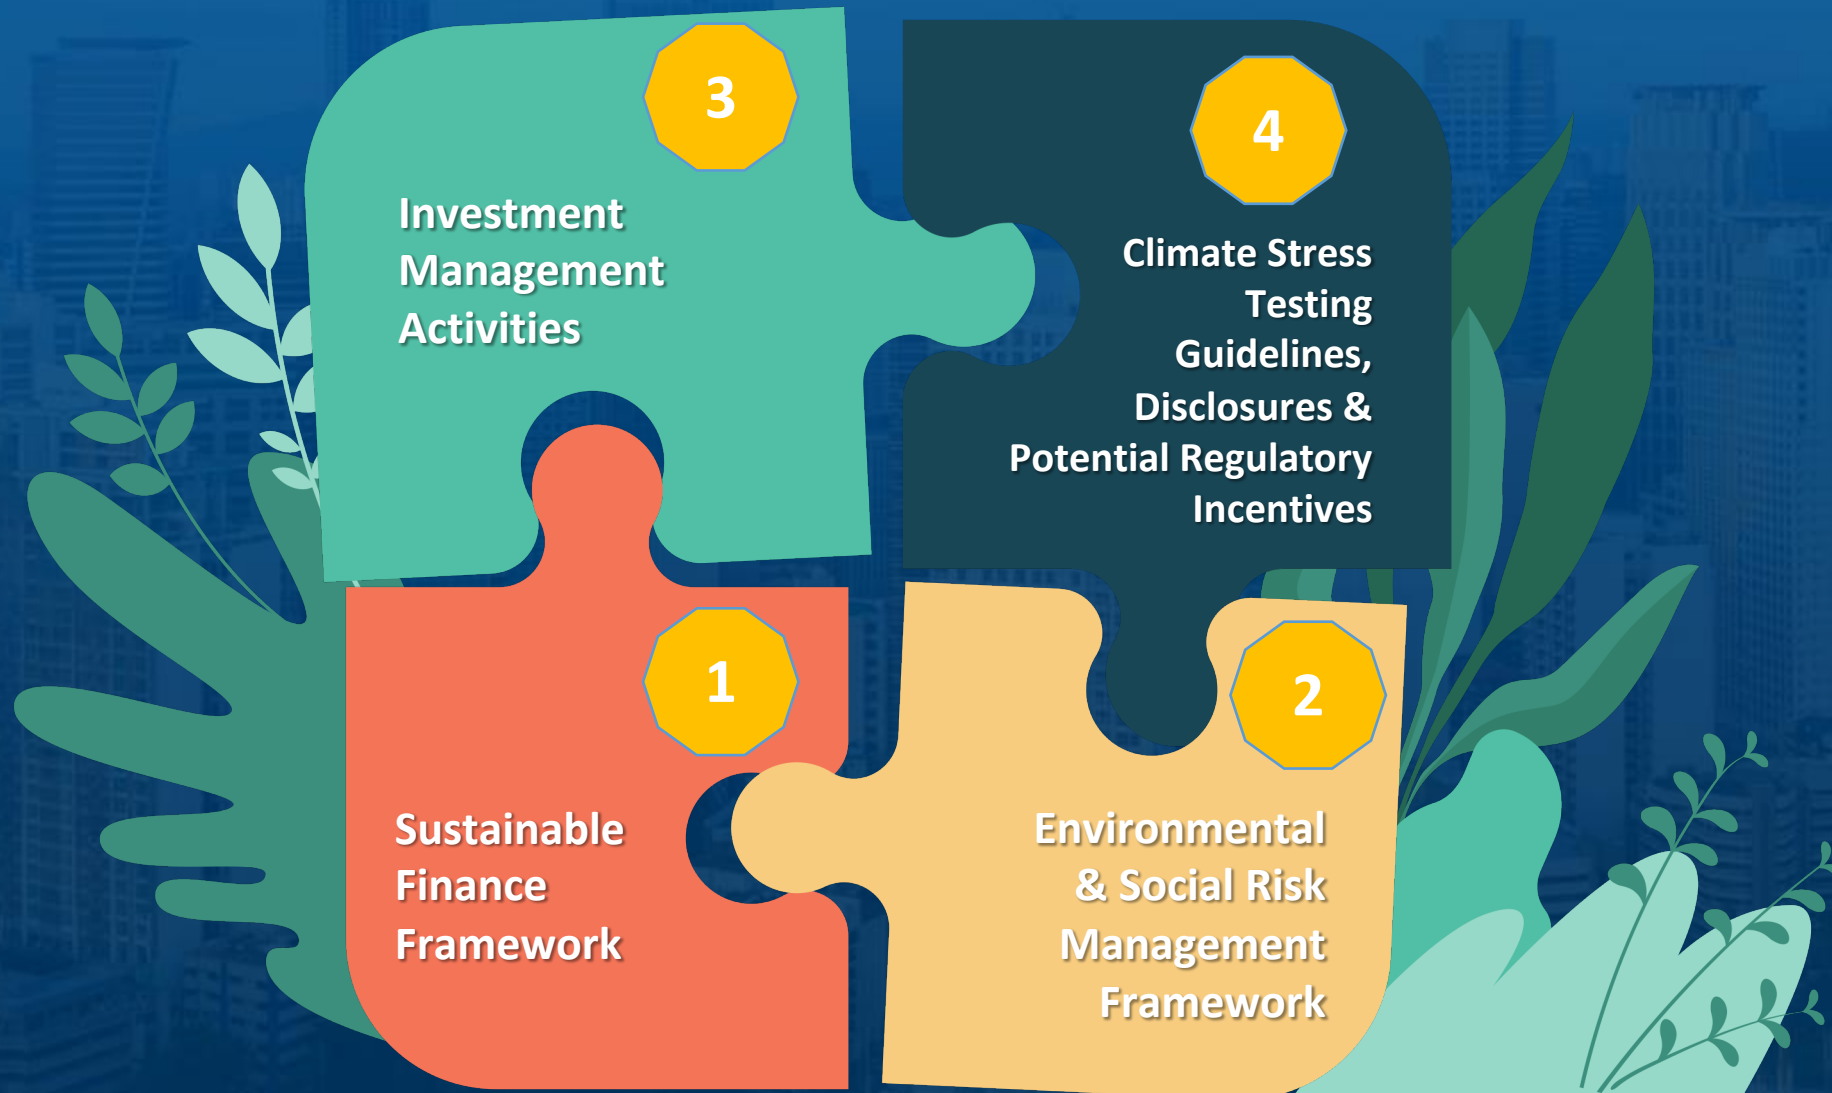 3
Investment
Management
Activities
4
Climate Stress
Testing
Guidelines,
Disclosures &
Potential Regulatory
Incentives
1
Sustainable
Finance
Framework
2
Environmental
& Social Risk
Management
Framework